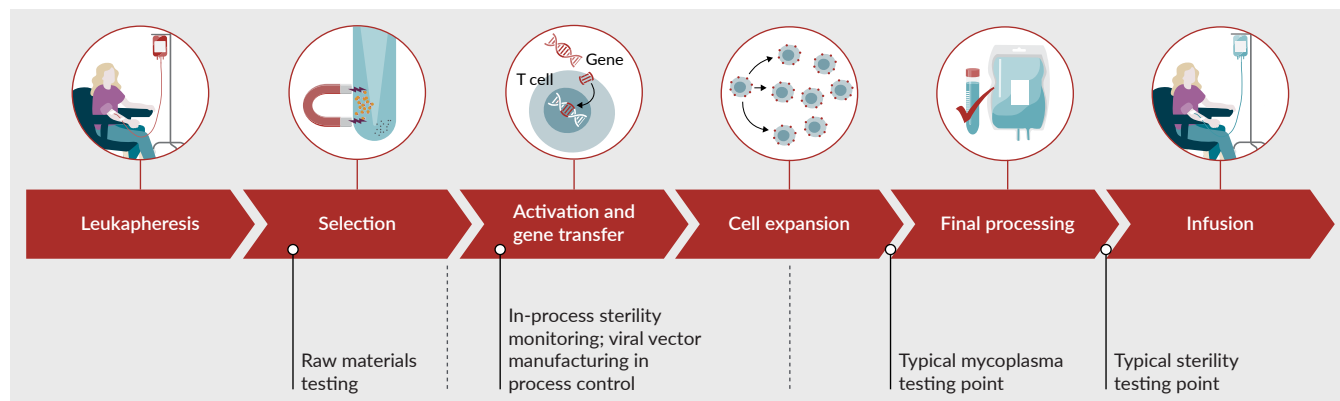 Gene
T cell
Leukapheresis
Selection
Activation and
gene transfer
Cell expansion
Final processing
Infusion
Raw materials
testing
In-process sterility
monitoring; viral vector
manufacturing in
process control
Typical mycoplasma
testing point
Typical sterility
testing point